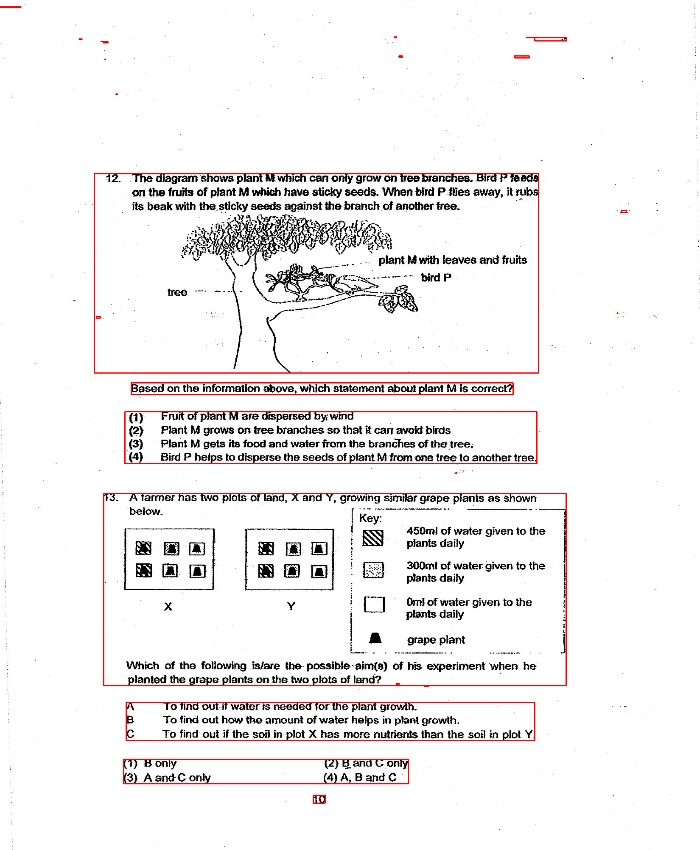 12. The diagram shows plant M which can only grow on tree branches. Bird P feeds
on the fruits of plant M which have sticky seeds. When bird P flies away, it rubs
its beak with the sticky seeds against the branch of another tree.
plant M with leaves and fruits
bird P
tree
Based on the information above, which statement about plant M is correct?
(1) Fruit of plant M are dispersed by wind
(2) Plant M grows on tree branches so that it can avoid birds
(3) Plant M gets its food and water from the branches of the tree.
(4) Bird P helps to disperse the seeds of plant M from one tree to another tree.
13. A farmer has two plots of land, X and Y, growing similar grape plants as shown
below.
Key:
450ml of water given to the
plants daily
300ml of water given to the
plants daily
0ml of water given to the
plants daily
grape plant
X Y
Which of the following is/are the possible aim(s) of his experiment when he
planted the grape plants on the two plots of land?
A To find out if water is needed for the plant growth.
B To find out how the amount of water helps in plant growth.
C To find out if the soil in plot X has more nutrients than the soil in plot Y.
(1) B only (2) B and C only
(3) A and C only (4) A, B and C
10